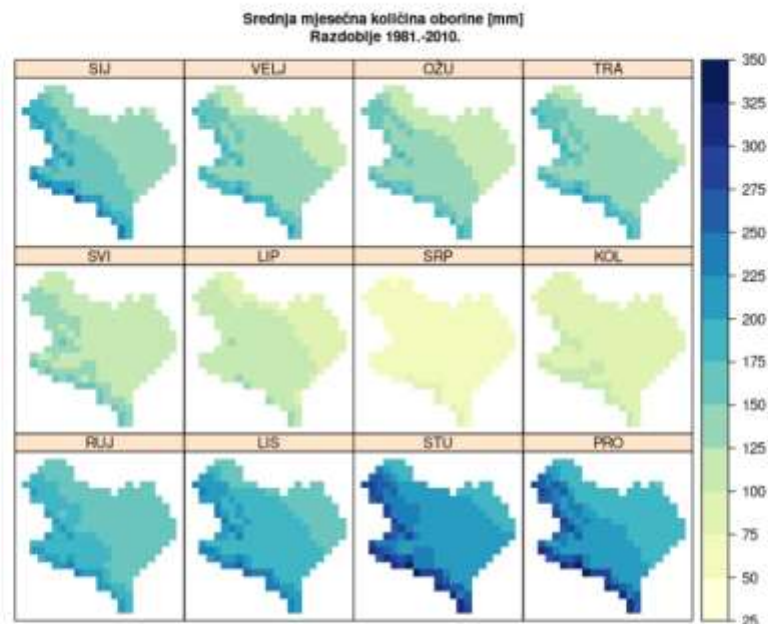 Srednja mjesečna količina oborine [mm]
Razdoblje 1981.-2010.
SIJ VELJ OŽU TRA
SVI LIP SRP KOL
RUJ LIS STU PRO
350
325
300
275
250
225
200
175
150
125
100
75
50
25